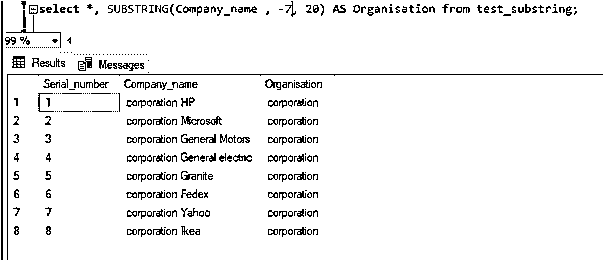 select *, SUBSTRING(Company_name , -7, 20) AS Organisation from test_substring;
99 %
Results Messages
Serial_number Company_name Organisation
1 1 corporation HP corporation
2 2 corporation Microsoft corporation
3 3 corporation General Motors corporation
4 4 corporation General electric corporation
5 5 corporation Granite corporation
6 6 corporation Fedex corporation
7 7 corporation Yahoo corporation
8 8 corporation Ikea corporation